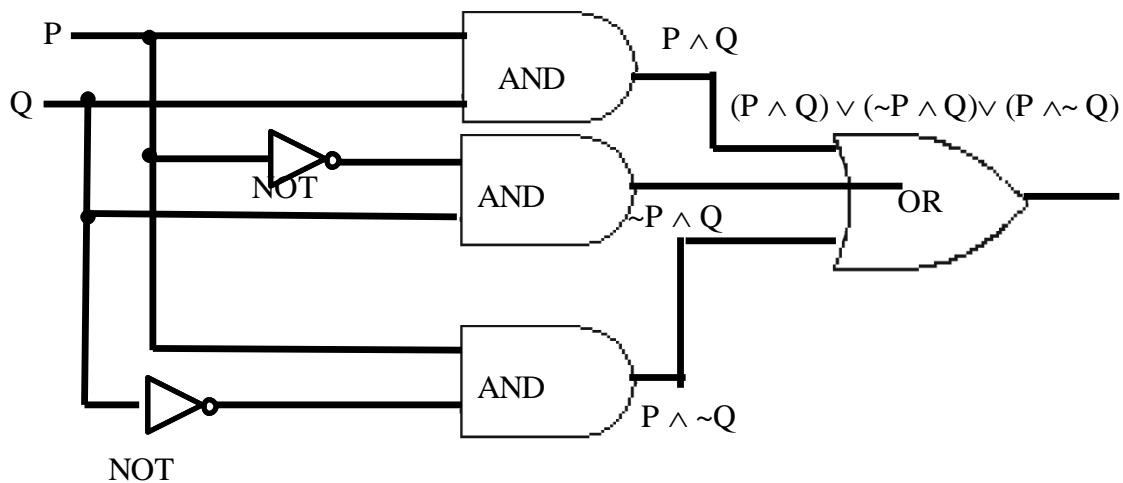 P
P ∧ Q
AND
Q
(P ∧ Q) ∨ (~P ∧ Q)∨ (P ∧~ Q)
NOT
AND
OR
~P ∧ Q
AND
P ∧ ~Q
NOT